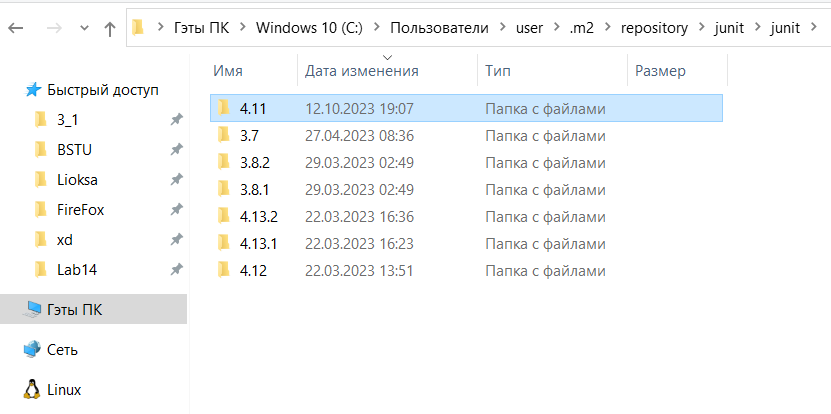 Гэты ПК > Windows 10 (C:) > Пользователи > user > .m2 > repository > junit > junit >
Имя Дата изменения Тип Размер
Быстрый доступ
3_1
BSTU
Lioksa
FireFox
xd
Lab14
Гэты ПК
Сеть
Linux
4.11 12.10.2023 19:07 Папка с файлами
3.7 27.04.2023 08:36 Папка с файлами
3.8.2 29.03.2023 02:49 Папка с файлами
3.8.1 29.03.2023 02:49 Папка с файлами
4.13.2 22.03.2023 16:36 Папка с файлами
4.13.1 22.03.2023 16:23 Папка с файлами
4.12 22.03.2023 13:51 Папка с файлами